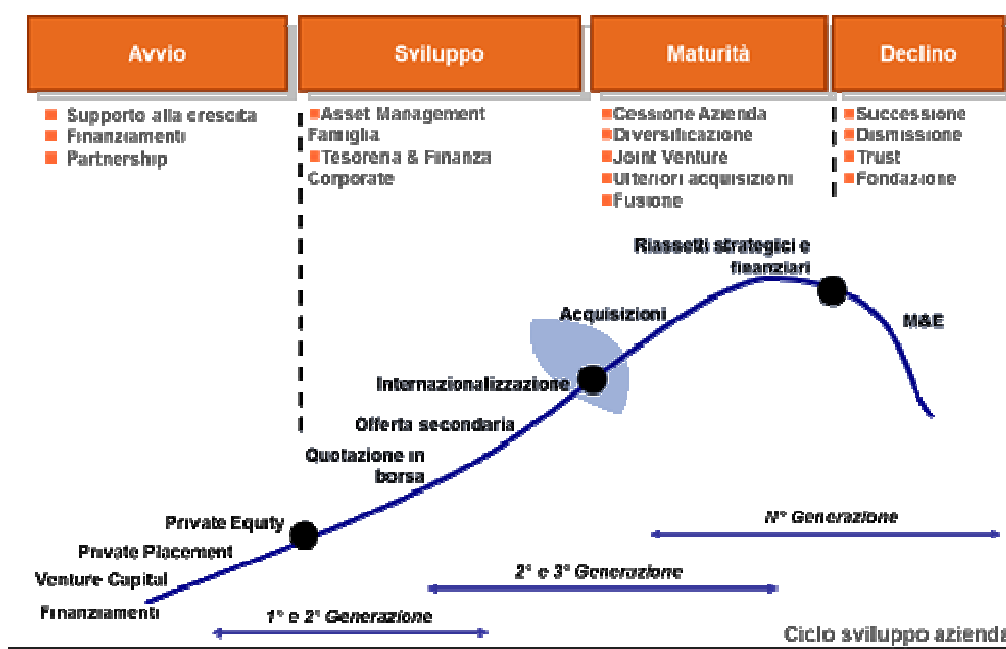 Avvio
Sviluppo
Maturità
Declino
Supporto alla crescita
Finanziamenti
Partnership
Asset Management
Famiglia
Tesoreria & Finanza
Corporate
Cessione Azienda
Diversificazione
Joint Venture
Ulteriori acquisizioni
Fusione
Successione
Dismissione
Trust
Fondazione
Riassetti strategici e
finanziari
Acquisizioni
M&E
Internazionalizzazione
Offerta secondaria
Quotazione in
borsa
Private Equity
Private Placement
Venture Capital
Finanziamenti
N° Generazione
2° e 3° Generazione
1° e 2° Generazione
Ciclo sviluppo azienda